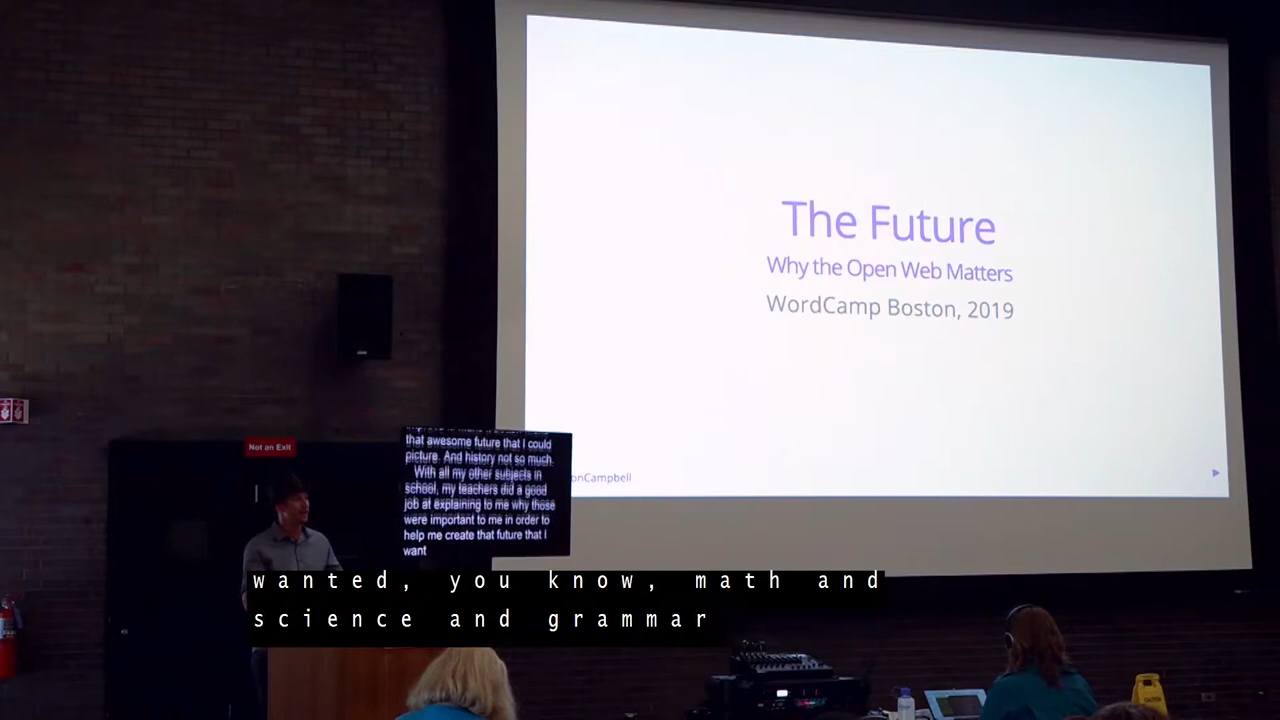 The Future
Why the Open Web Matters
WordCamp Boston, 2019
onCampbell
Not an Exit
that awesome future that I could
picture. And history not so much.
With all my other subjects in
school, my teachers did a good
job at explaining to me why those
were important to me in order to
help me create that future that I
want
wanted, you know, math and
science and grammar
CAUTION